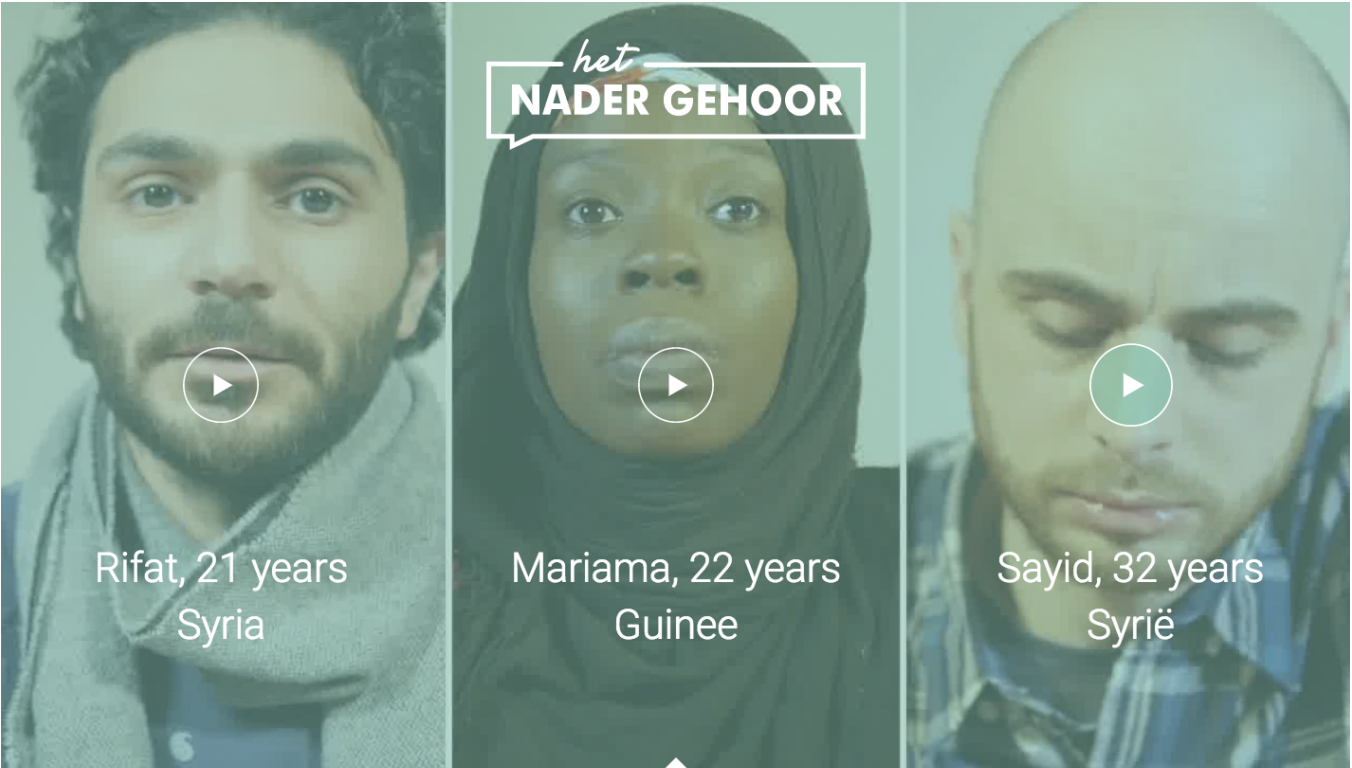 het
NADER GEHOOR
Rifat, 21 years
Syria
Mariama, 22 years
Guinee
Sayid, 32 years
Syrië